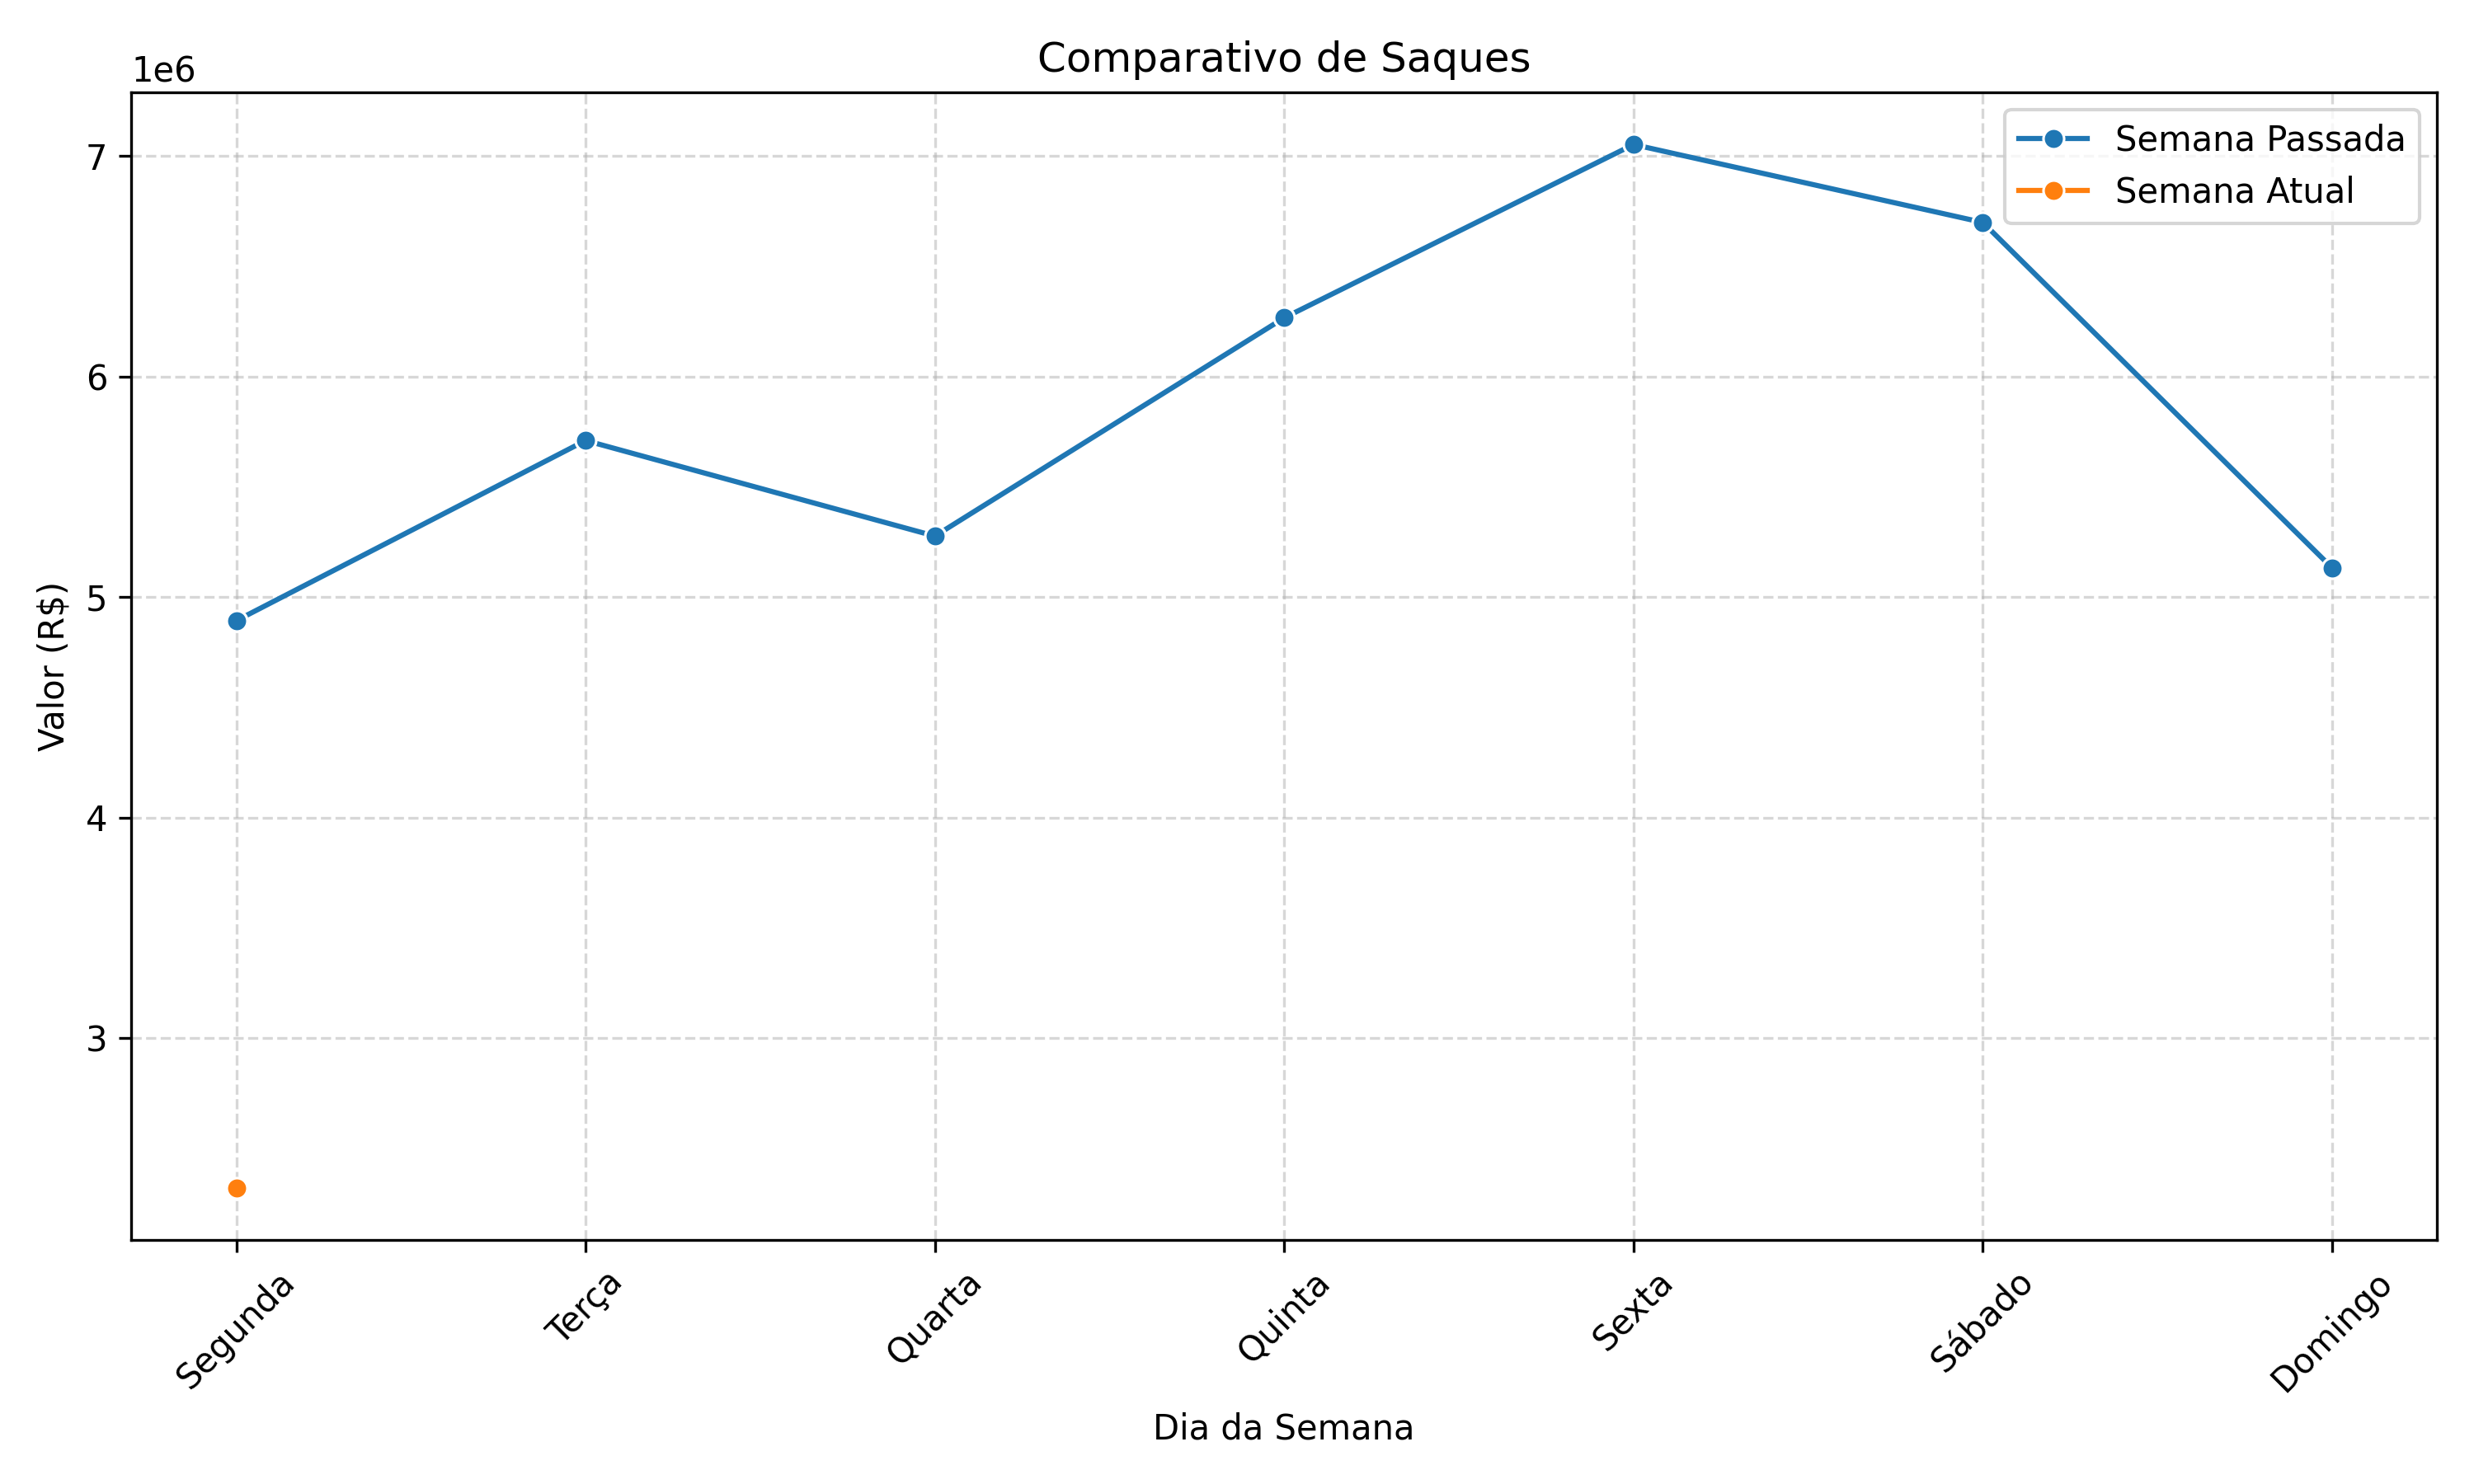 Comparativo de Saques
1e6
Semana Passada
Semana Atual
7
6
5
4
3
Valor (R$)
Segunda
Terça
Quarta
Quinta
Sexta
Sábado
Domingo
Dia da Semana